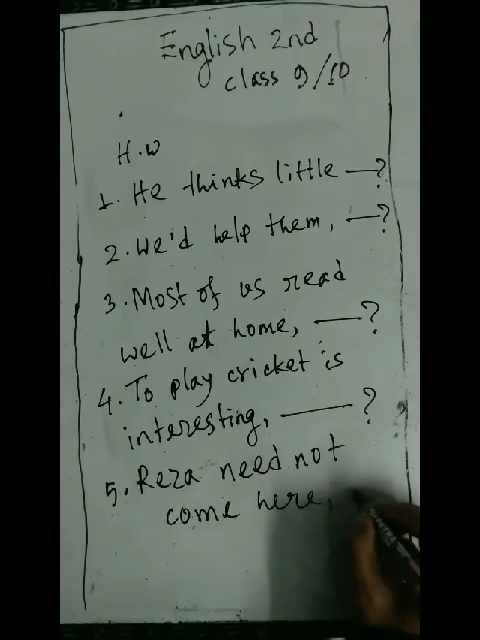 English 2nd
class 9/10
H.W
1. He thinks little —?
2. We'd help them, —?
3. Most of us read
well at home, —?
4. To play cricket is
interesting, —?
5. Reza need not
come here,